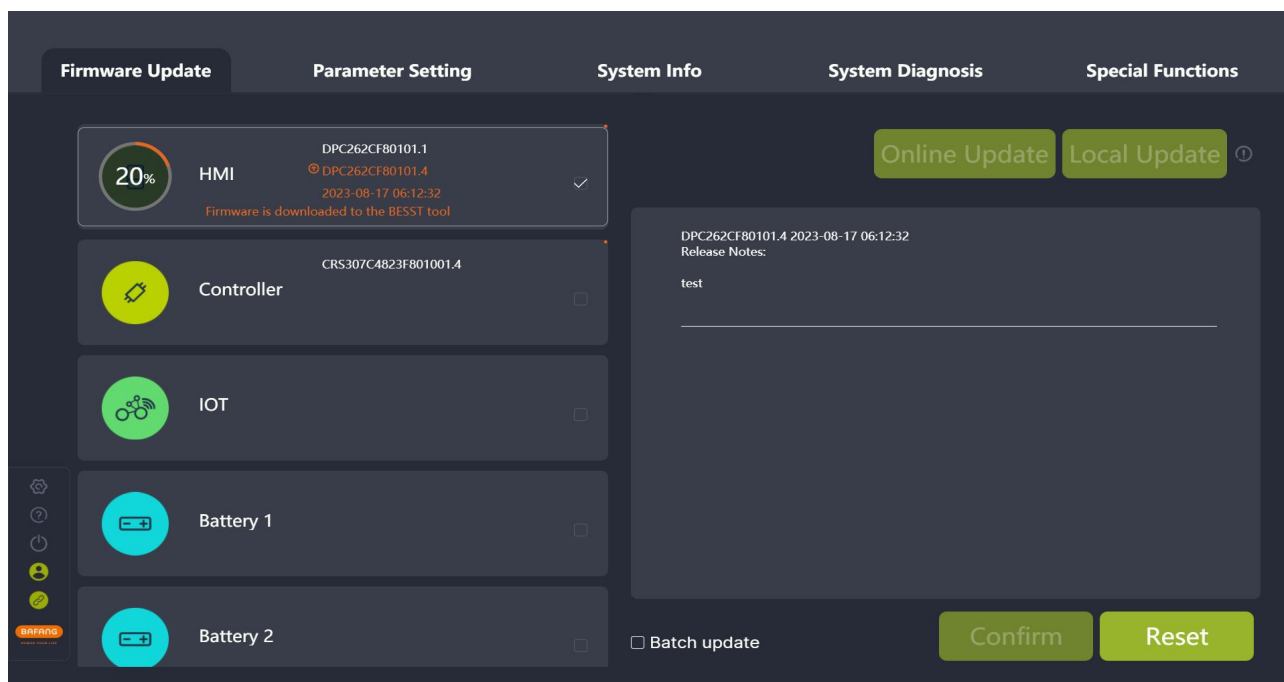 Firmware Update
Parameter Setting
System Info
System Diagnosis
Special Functions
20%
HMI
DPC262CF80101.1
DPC262CF80101.4
2023-08-17 06:12:32
Firmware is downloaded to the BESST tool
Online Update
Local Update
DPC262CF80101.4 2023-08-17 06:12:32
Release Notes:
test
Controller
CRS307C4823F801001.4
IOT
Battery 1
Battery 2
BAFANG
Batch update
Confirm
Reset